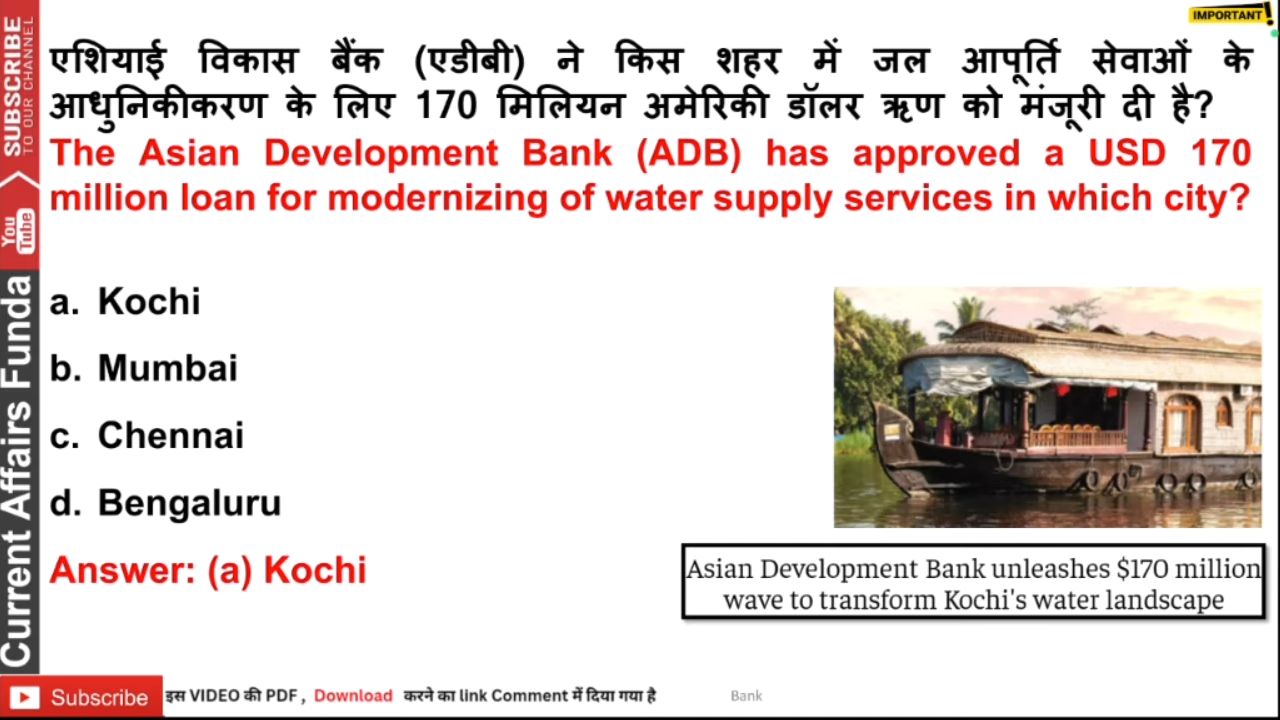 IMPORTANT!
एशियाई विकास बैंक (एडीबी) ने किस शहर में जल आपूर्ति सेवाओं के
आधुनिकीकरण के लिए 170 मिलियन अमेरिकी डॉलर ऋण को मंजूरी दी है?
The Asian Development Bank (ADB) has approved a USD 170
million loan for modernizing of water supply services in which city?
a. Kochi
b. Mumbai
c. Chennai
d. Bengaluru
Answer: (a) Kochi
Asian Development Bank unleashes $170 million
wave to transform Kochi's water landscape
SUBSCRIBE
TO OUR CHANNEL
You
Tube
Current Affairs Funda
Subscribe
इस VIDEO की PDF , Download करने का link Comment में दिया गया है
Bank